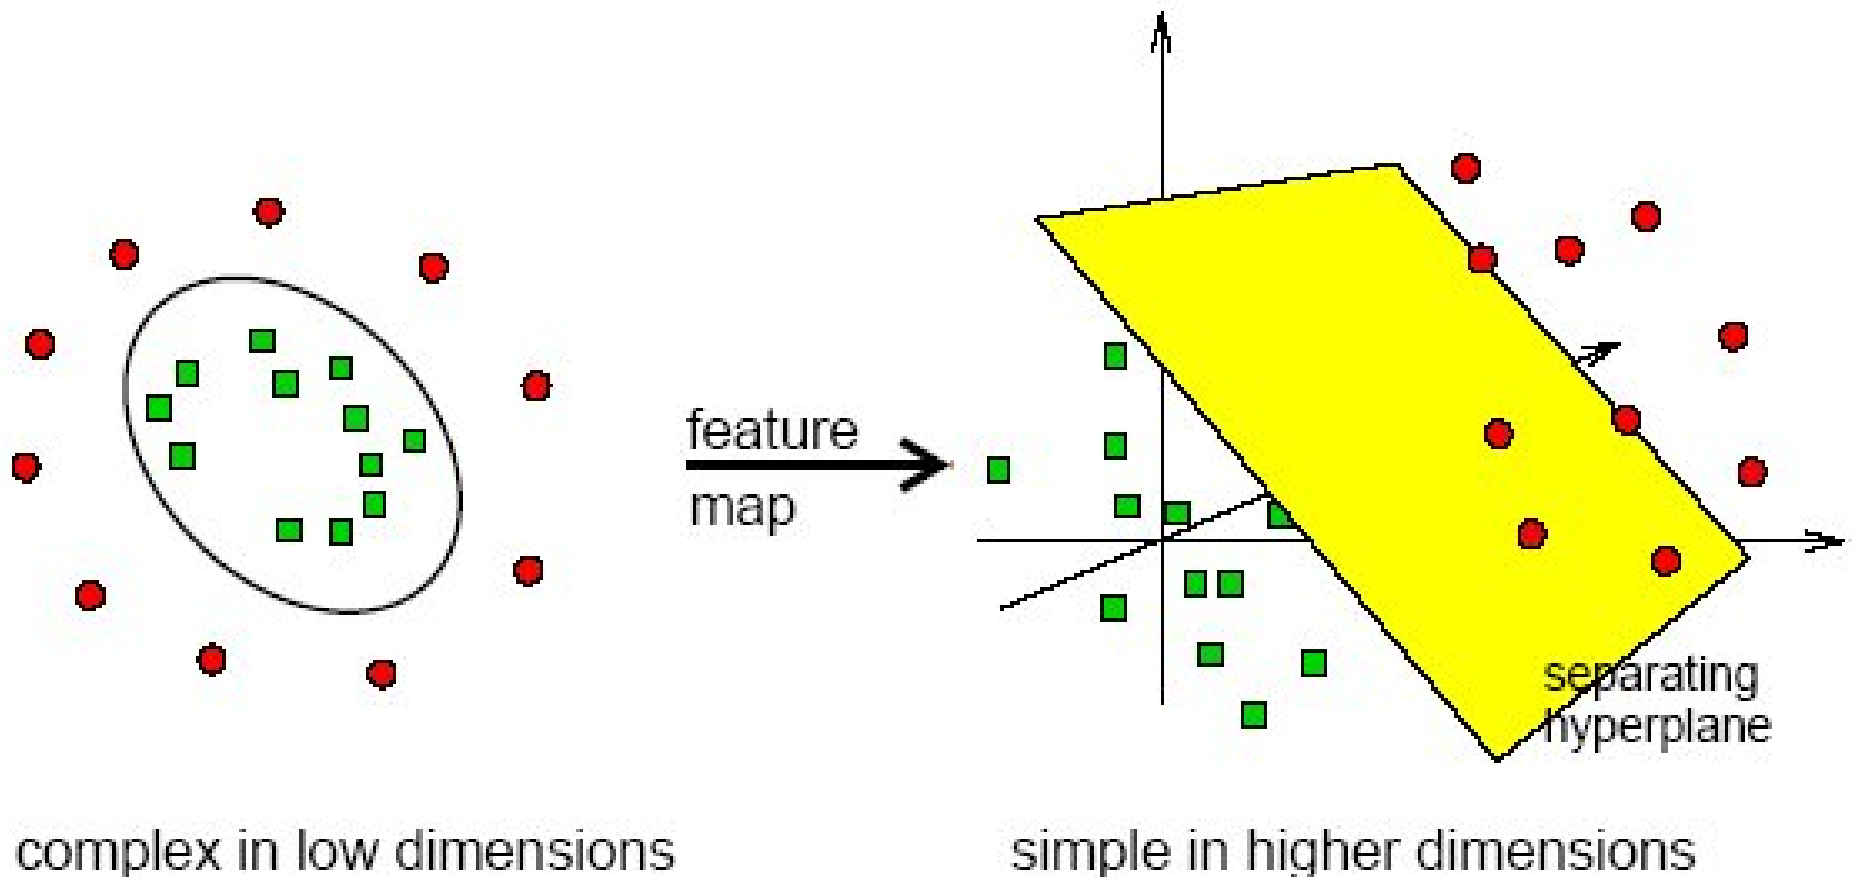 feature
map
separating
hyperplane
complex in low dimensions
simple in higher dimensions